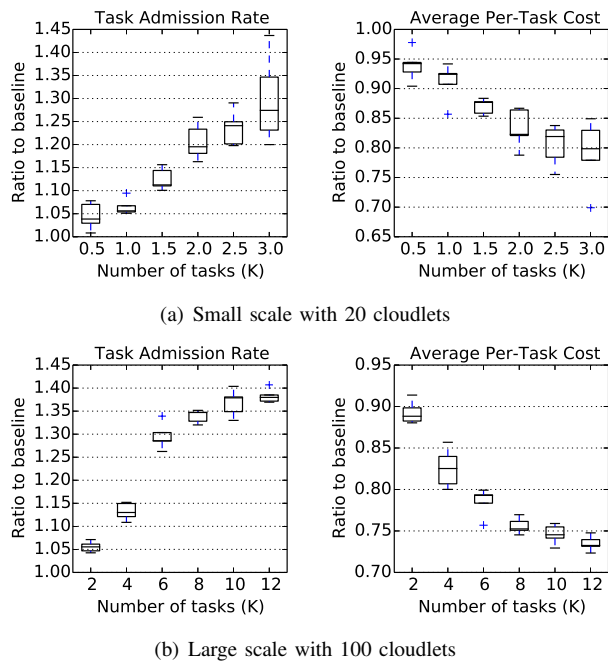 Task Admission Rate
Ratio to baseline
1.45
1.40
1.35
1.30
1.25
1.20
1.15
1.10
1.05
1.00
0.5 1.0 1.5 2.0 2.5 3.0
Number of tasks (K)
Average Per-Task Cost
Ratio to baseline
1.00
0.95
0.90
0.85
0.80
0.75
0.70
0.65
0.5 1.0 1.5 2.0 2.5 3.0
Number of tasks (K)
(a) Small scale with 20 cloudlets
Task Admission Rate
Ratio to baseline
1.45
1.40
1.35
1.30
1.25
1.20
1.15
1.10
1.05
1.00
2 4 6 8 10 12
Number of tasks (K)
Average Per-Task Cost
Ratio to baseline
0.95
0.90
0.85
0.80
0.75
0.70
2 4 6 8 10 12
Number of tasks (K)
(b) Large scale with 100 cloudlets